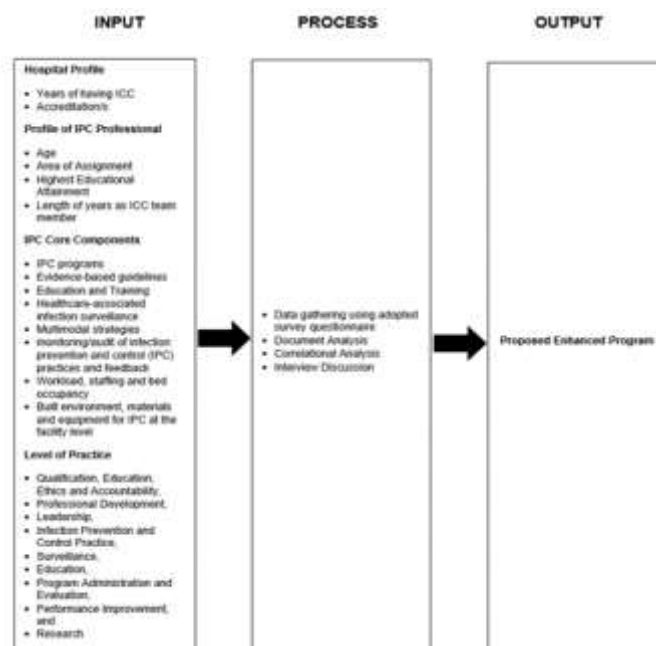 INPUT
PROCESS
OUTPUT
Hospital Profile
• Years of having ICC
• Accreditation/s
Profile of IPC Professional
• Age
• Area of Assignment
• Highest Educational
Attainment
• Length of years as ICC team
member
IPC Core Components
• IPC programs
• Evidence-based guidelines
• Education and Training
• Healthcare-associated
infection surveillance
• Multimodal strategies
• monitoring/audit of infection
prevention and control (IPC)
practices and feedback
• Workload, staffing and bed
occupancy
• Built environment, materials
and equipment for IPC at the
facility level
Level of Practice
• Qualification, Education,
Ethics and Accountability,
• Professional Development,
• Leadership,
• Infection Prevention and
Control Practice,
• Surveillance,
• Education,
• Program Administration and
Evaluation,
• Performance Improvement,
and
• Research
• Data gathering using adopted
survey questionnaire
• Document Analysis
• Correlational Analysis
• Interview Discussion
Proposed Enhanced Program